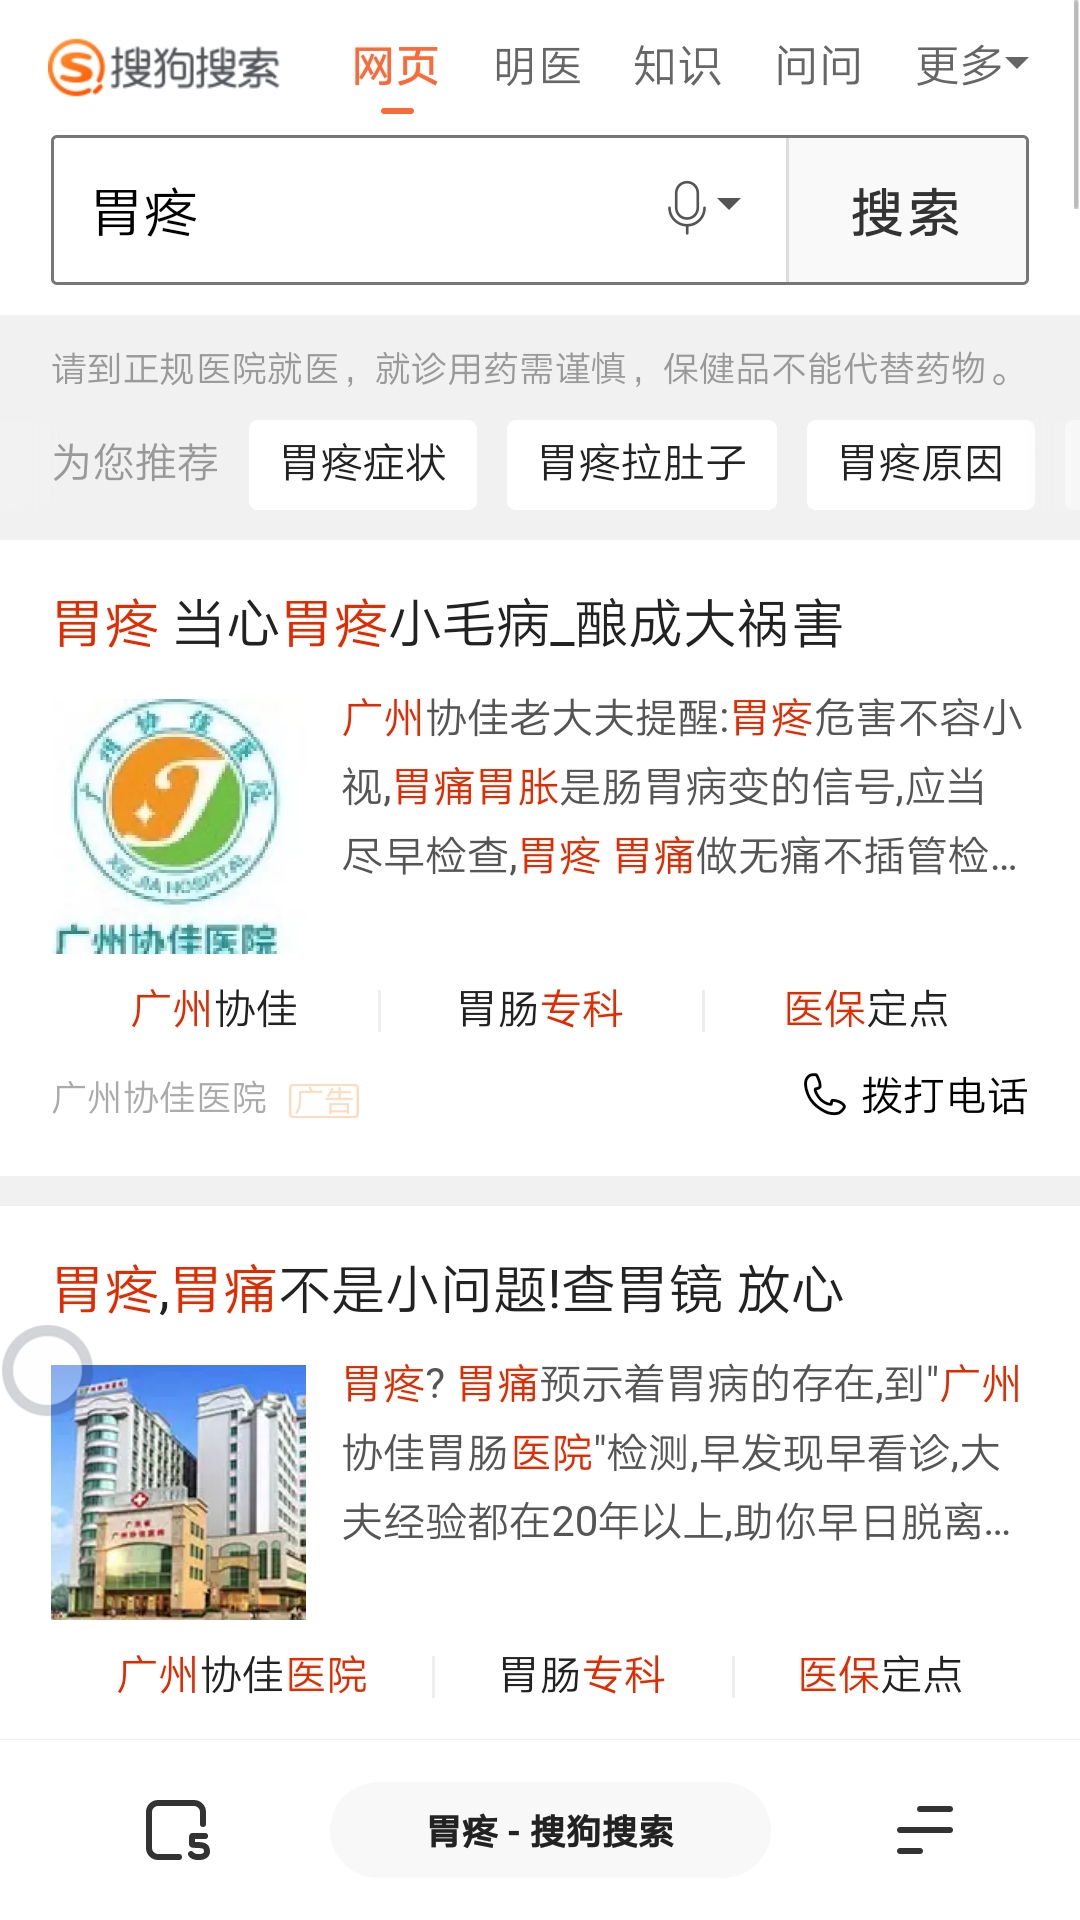 搜狗搜索 网页 明医 知识 问问 更多
胃疼 搜索
请到正规医院就医，就诊用药需谨慎，保健品不能代替药物。
为您推荐 胃疼症状 胃疼拉肚子 胃疼原因
胃疼 当心胃疼小毛病_酿成大祸害
广州协佳医院
XIE JIA HOSPITAL
广州协佳医院
广州协佳老大夫提醒:胃疼危害不容小
视,胃痛胃胀是肠胃病变的信号,应当
尽早检查,胃疼 胃痛做无痛不插管检...
广州协佳 胃肠专科 医保定点
广州协佳医院 广告 拨打电话
胃疼,胃痛不是小问题!查胃镜 放心
胃疼? 胃痛预示着胃病的存在,到"广州
协佳胃肠医院"检测,早发现早看诊,大
夫经验都在20年以上,助你早日脱离...
广州协佳医院 胃肠专科 医保定点
5 胃疼 - 搜狗搜索